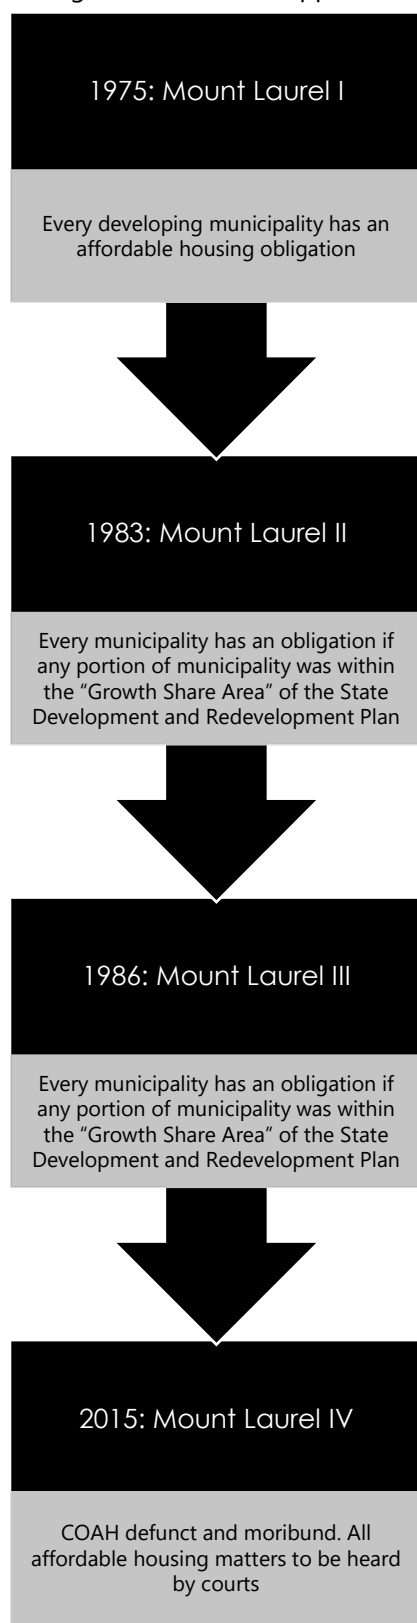 1975: Mount Laurel I
Every developing municipality has an
affordable housing obligation
1983: Mount Laurel II
Every municipality has an obligation if
any portion of municipality was within
the “Growth Share Area” of the State
Development and Redevelopment Plan
1986: Mount Laurel III
Every municipality has an obligation if
any portion of municipality was within
the “Growth Share Area” of the State
Development and Redevelopment Plan
2015: Mount Laurel IV
COAH defunct and moribund. All
affordable housing matters to be heard
by courts